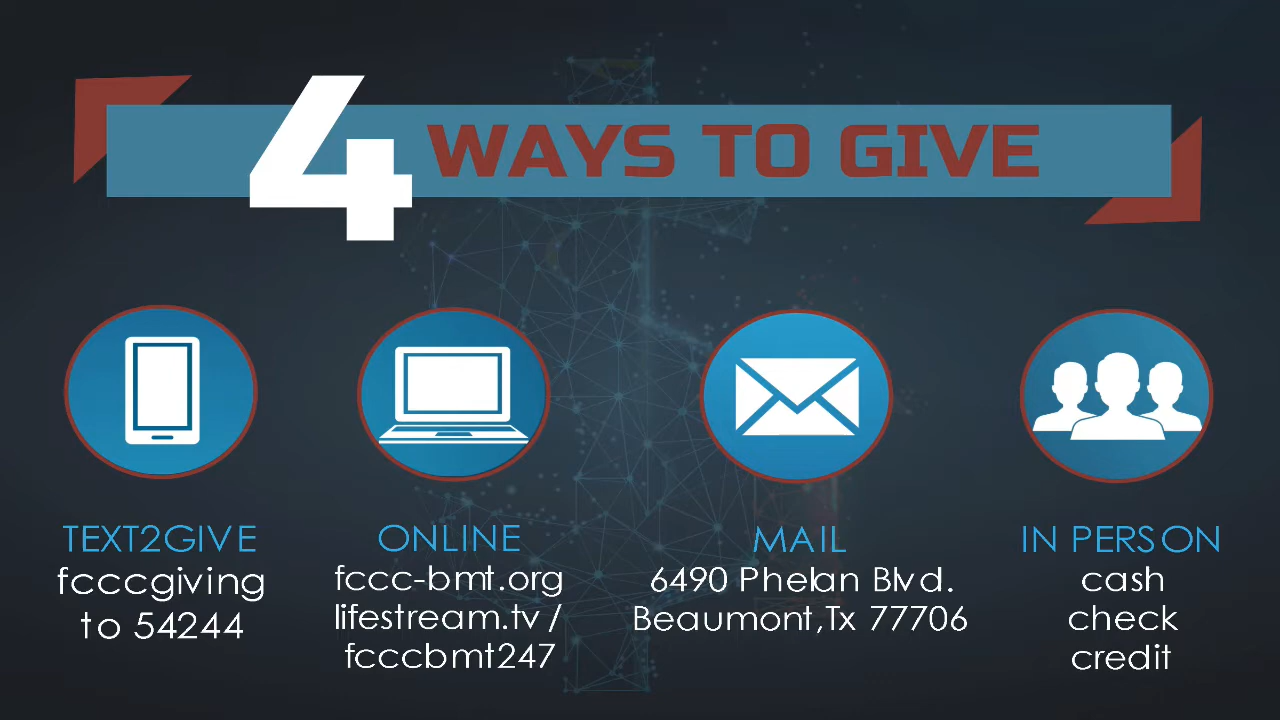 4 WAYS TO GIVE
TEXT2GIVE
fcccgiving
to 54244
ONLINE
fccc-bmt.org
lifestream.tv /
fcccbmt247
MAIL
6490 Phelan Blvd.
Beaumont,Tx 77706
IN PERSON
cash
check
credit